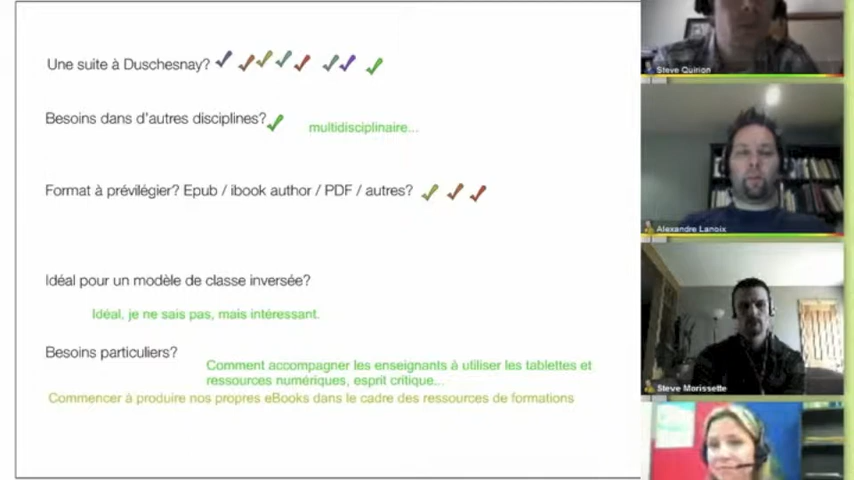 Une suite à Duschesnay?
Besoins dans d'autres disciplines?
multidisciplinaire...
Format à prévilégier? Epub / ibook author / PDF / autres?
Idéal pour un modèle de classe inversée?
Idéal, je ne sais pas, mais intéressant.
Besoins particuliers?
Comment accompagner les enseignants à utiliser les tablettes et
ressources numériques, esprit critique...
Commencer à produire nos propres eBooks dans le cadre des ressources de formations
Steve Quirion
Alexandre Lanoix
Steve Morissette